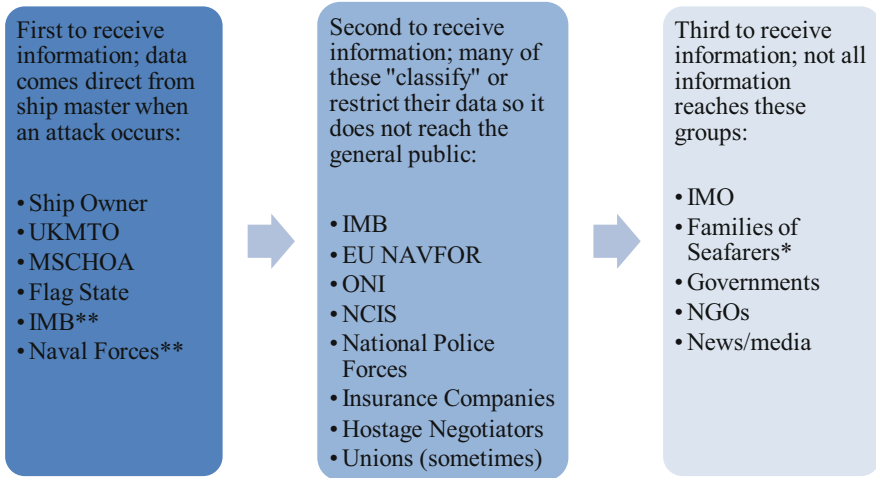 First to receive
information; data
comes direct from
ship master when
an attack occurs:
• Ship Owner
• UKMTO
• MSCHOA
• Flag State
• IMB**
• Naval Forces**
Second to receive
information; many of
these "classify" or
restrict their data so it
does not reach the
general public:
• IMB
• EU NAVFOR
• ONI
• NCIS
• National Police
Forces
• Insurance Companies
• Hostage Negotiators
• Unions (sometimes)
Third to receive
information; not all
information
reaches these
groups:
• IMO
• Families of
Seafarers*
• Governments
• NGOs
• News/media